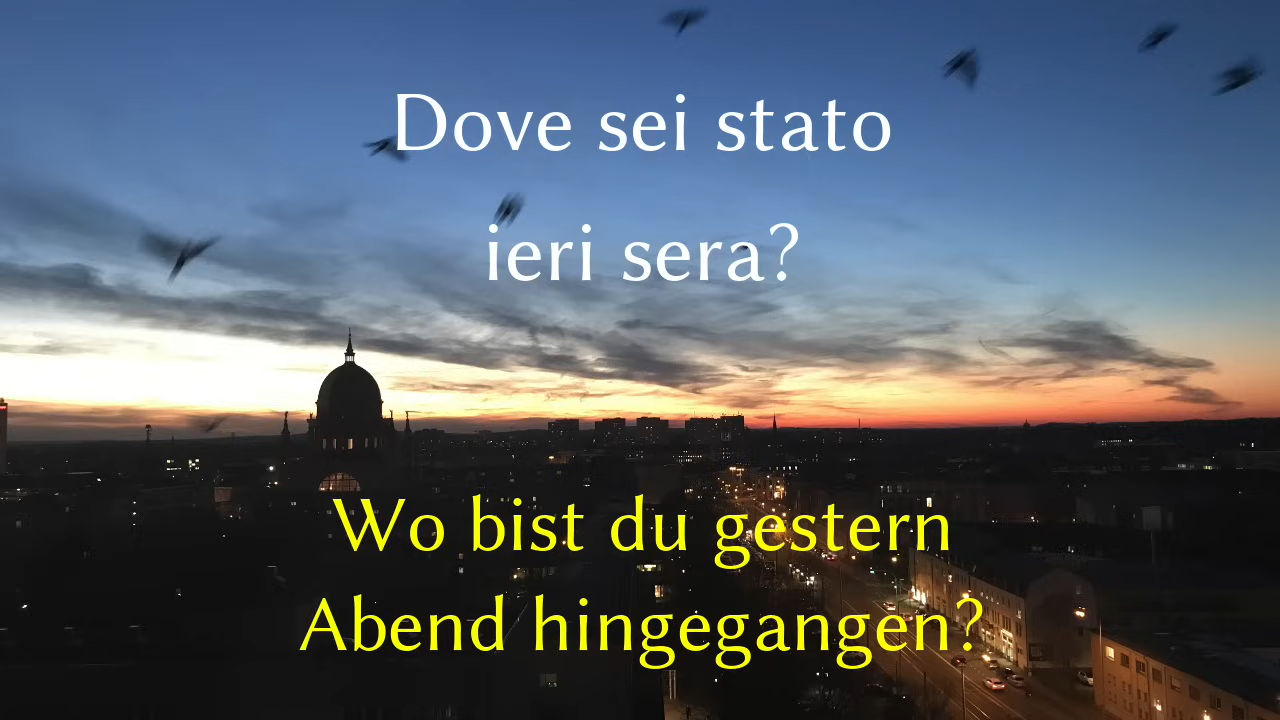 Dove sei stato
ieri sera?
Wo bist du gestern
Abend hingegangen?